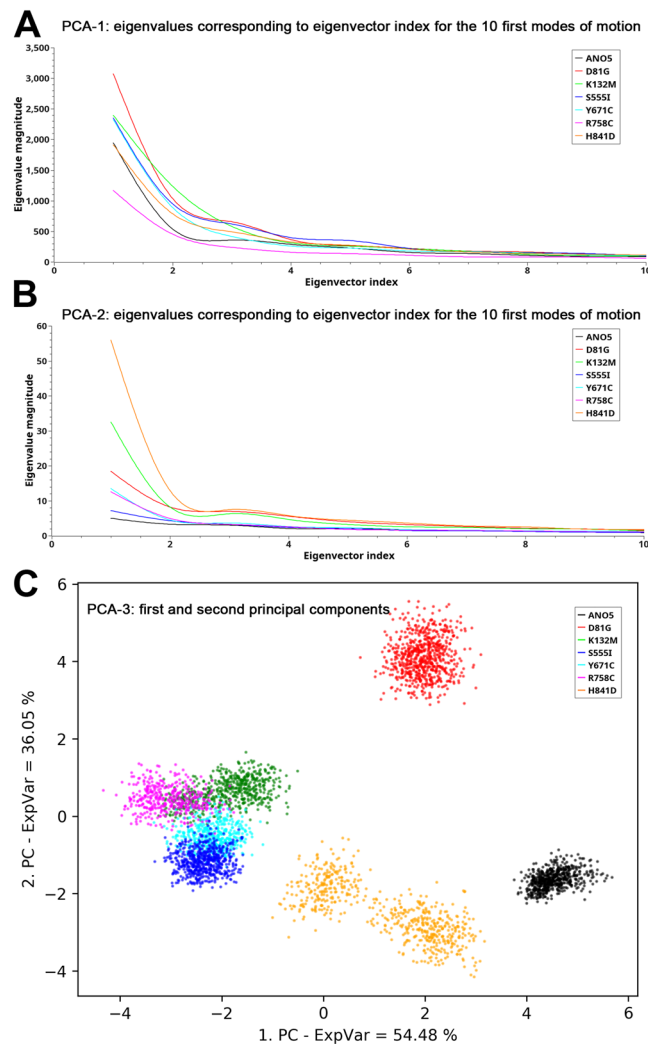 A
PCA-1: eigenvalues corresponding to eigenvector index for the 10 first modes of motion
3,500
3,000
2,500
2,000
1,500
1,000
500
0
Eigenvalue magnitude
ANO5
D81G
K132M
S555I
Y671C
R758C
H841D
0 2 4 6 8 10
Eigenvector index
B
PCA-2: eigenvalues corresponding to eigenvector index for the 10 first modes of motion
60
50
40
30
20
10
0
Eigenvalue magnitude
ANO5
D81G
K132M
S555I
Y671C
R758C
H841D
0 2 4 6 8 10
Eigenvector index
C
PCA-3: first and second principal components
6
4
2
0
−2
−4
2. PC - ExpVar = 36.05 %
ANO5
D81G
K132M
S555I
Y671C
R758C
H841D
−4 −2 0 2 4 6
1. PC - ExpVar = 54.48 %